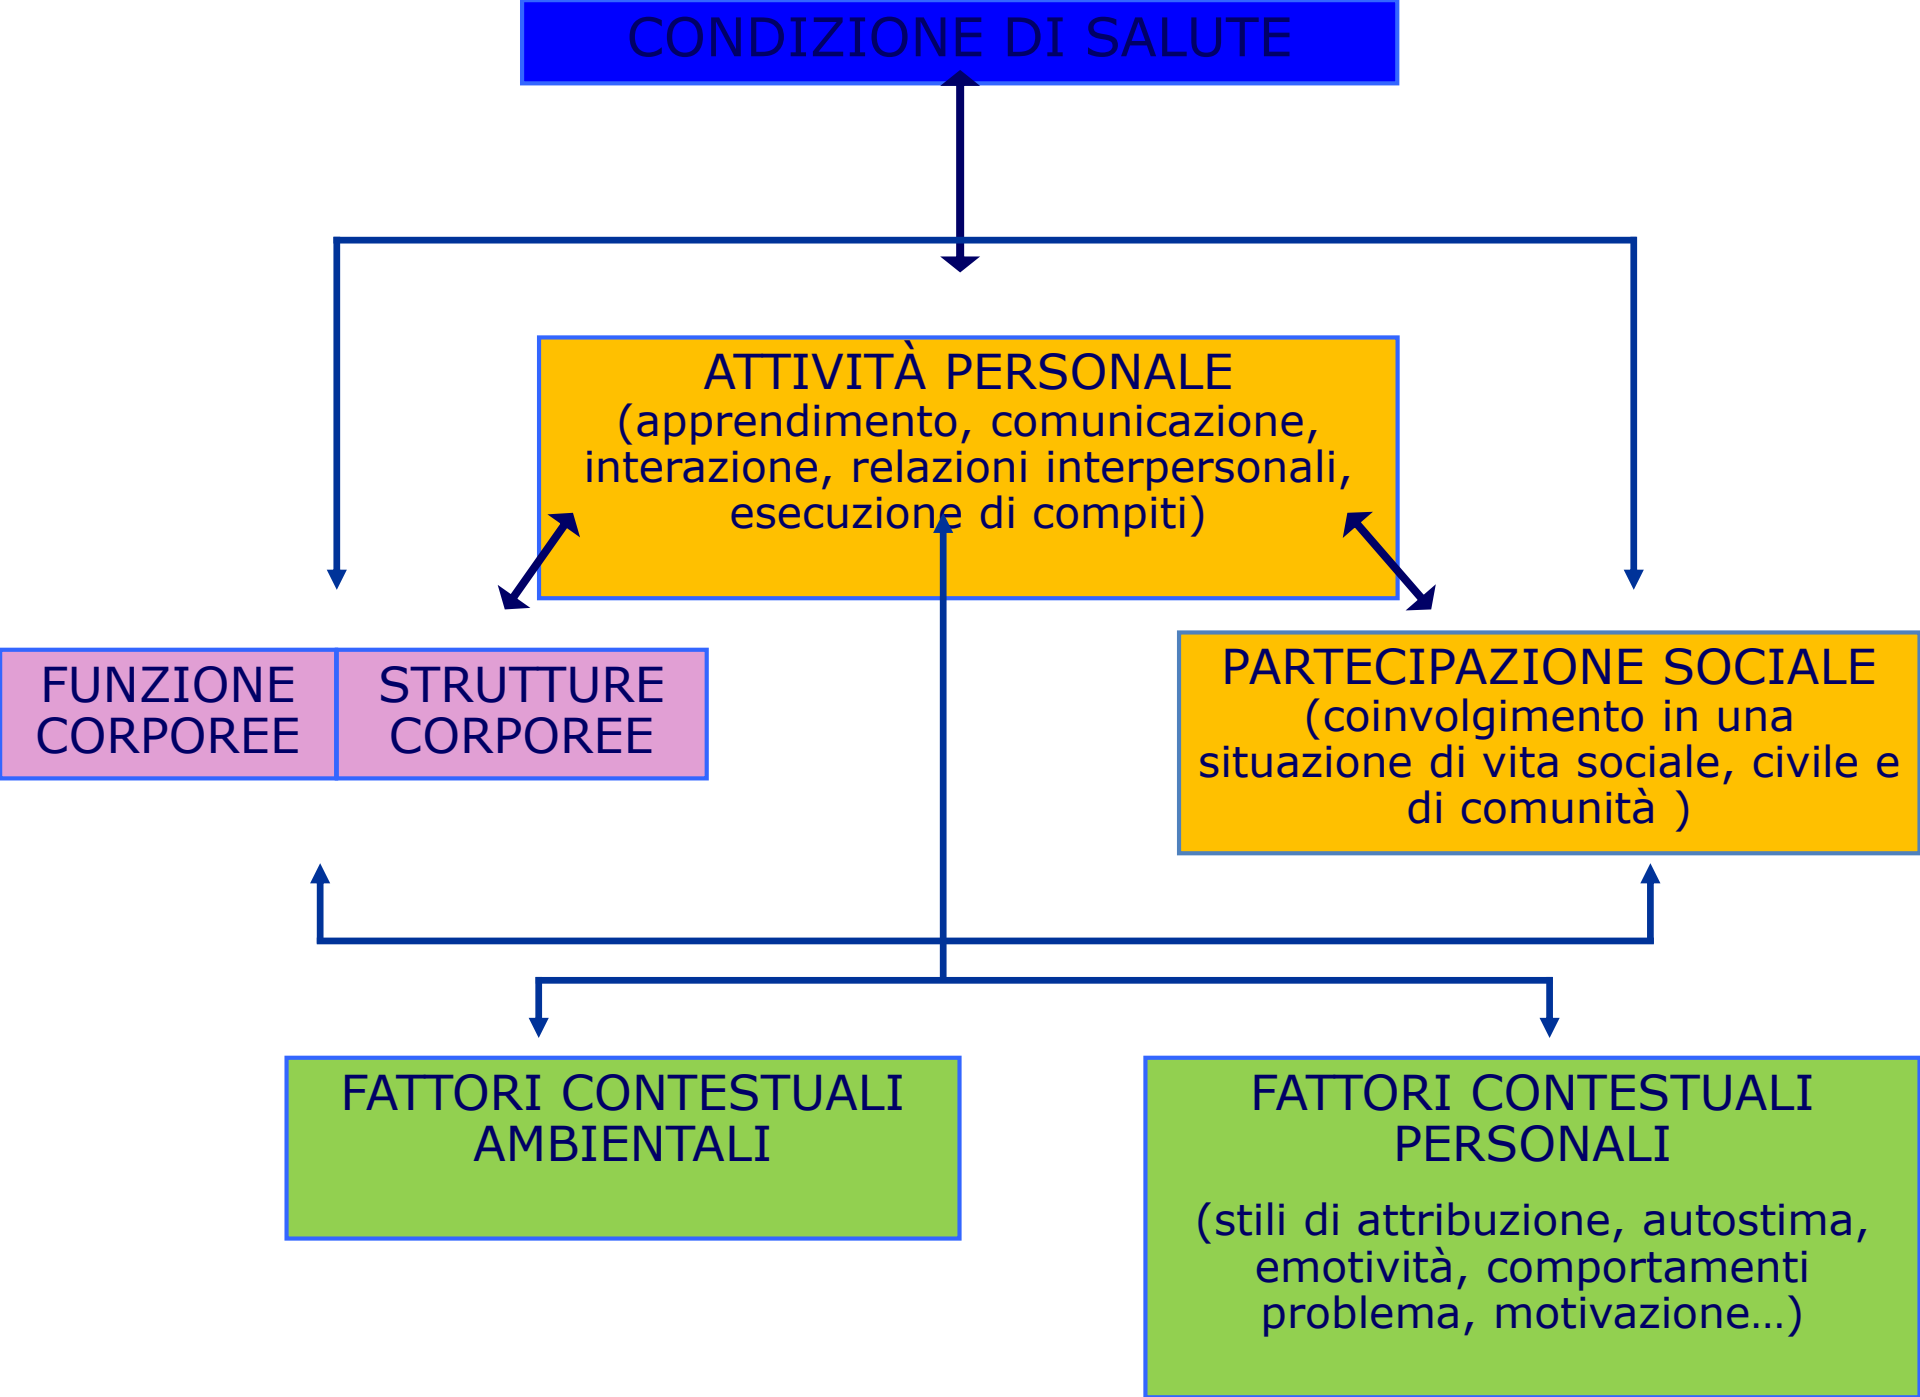 CONDIZIONE DI SALUTE
ATTIVITÀ PERSONALE
(apprendimento, comunicazione,
interazione, relazioni interpersonali,
esecuzione di compiti)
FUNZIONE
CORPOREE
STRUTTURE
CORPOREE
PARTECIPAZIONE SOCIALE
(coinvolgimento in una
situazione di vita sociale, civile e
di comunità )
FATTORI CONTESTUALI
AMBIENTALI
FATTORI CONTESTUALI
PERSONALI
(stili di attribuzione, autostima,
emotività, comportamenti
problema, motivazione…)